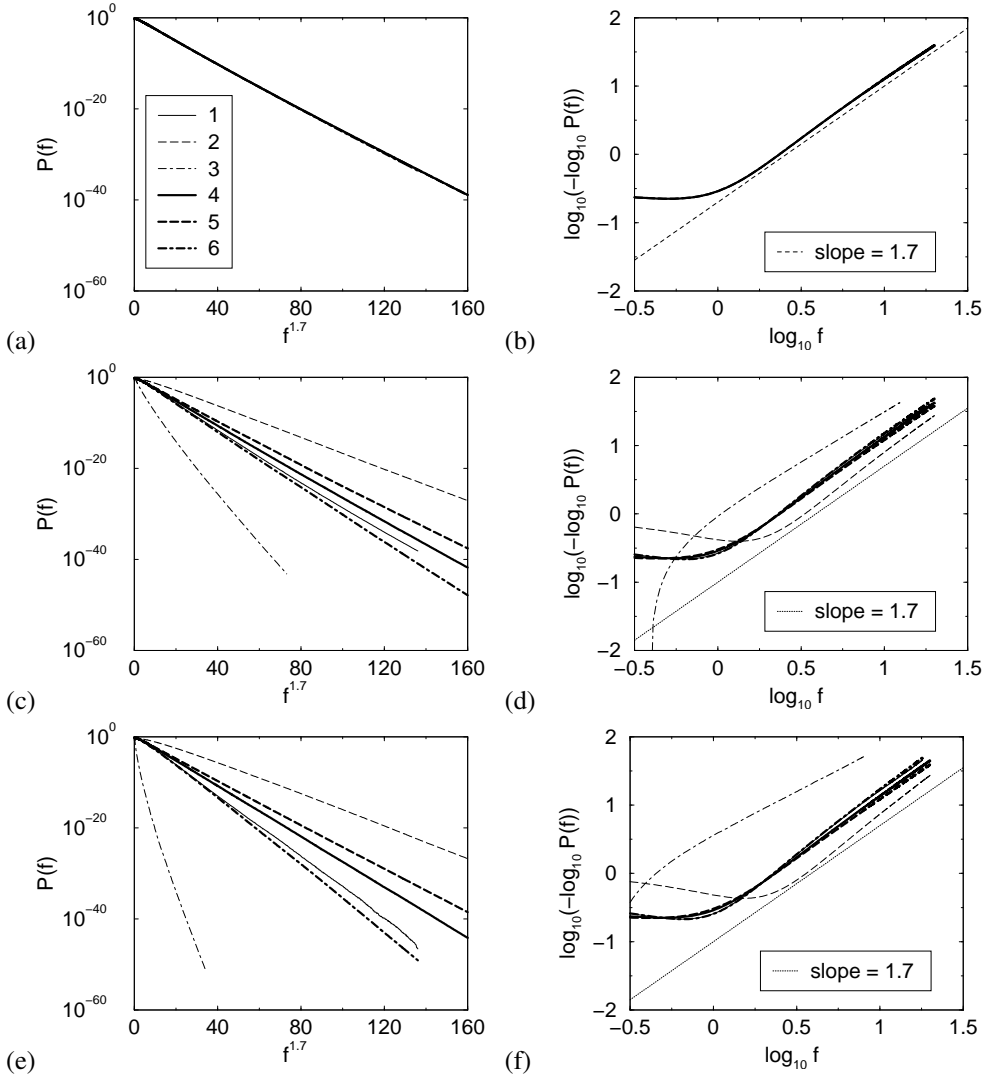 10^0
10^−20
10^−40
10^−60
P(f)
1
2
3
4
5
6
0 40 80 120 160
f^1.7
(a)
2
1
0
−1
−2
log10(−log10 P(f))
slope = 1.7
−0.5 0 0.5 1 1.5
log10 f
(b)
10^0
10^−20
10^−40
10^−60
P(f)
0 40 80 120 160
f^1.7
(c)
2
1
0
−1
−2
log10(−log10 P(f))
slope = 1.7
−0.5 0 0.5 1 1.5
log10 f
(d)
10^0
10^−20
10^−40
10^−60
P(f)
0 40 80 120 160
f^1.7
(e)
2
1
0
−1
−2
log10(−log10 P(f))
slope = 1.7
−0.5 0 0.5 1 1.5
log10 f
(f)